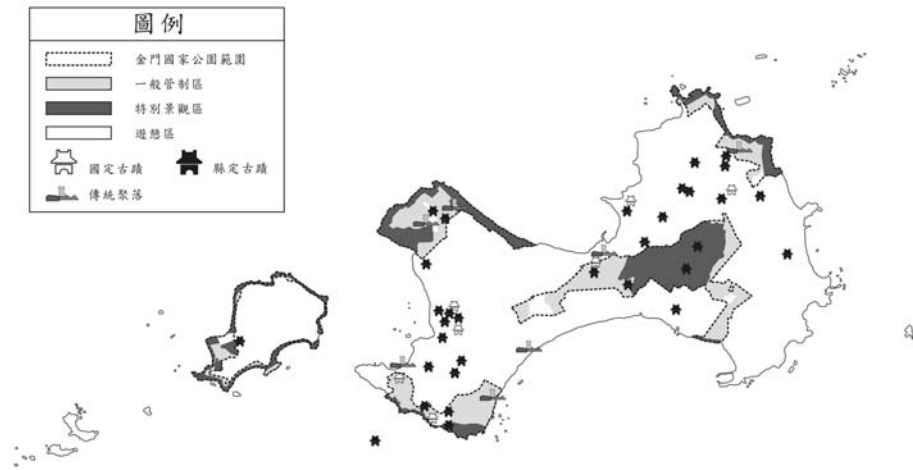 圖例
金門國家公園範圍
一般管制區
特別景觀區
遊憩區
國定古蹟 縣定古蹟
傳統聚落